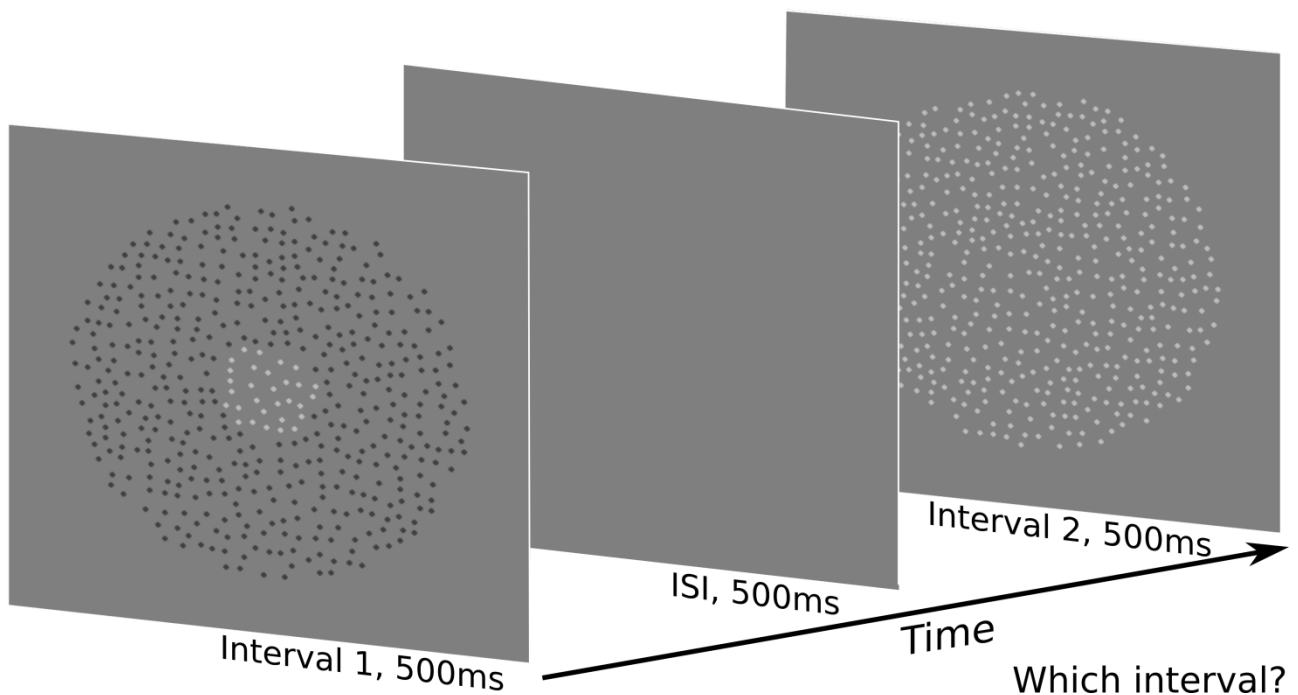 Interval 1, 500ms
ISI, 500ms
Interval 2, 500ms
Time
Which interval?